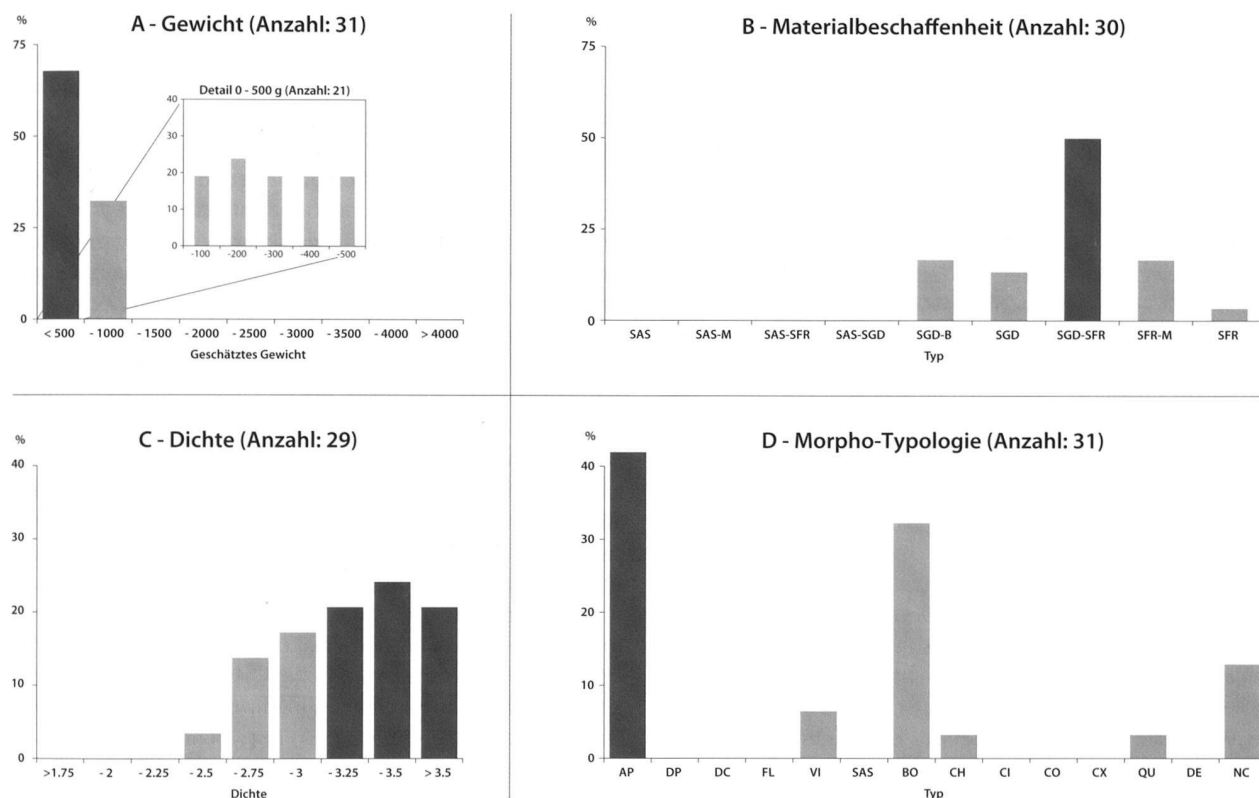 A - Gewicht (Anzahl: 31)
%
75
50
25
0
Detail 0 - 500 g (Anzahl: 21)
40
30
20
10
0
-100 -200 -300 -400 -500
< 500 - 1000 - 1500 - 2000 - 2500 - 3000 - 3500 - 4000 > 4000
Geschätztes Gewicht
B - Materialbeschaffenheit (Anzahl: 30)
%
75
50
25
0
SAS SAS-M SAS-SFR SAS-SGD SGD-B SGD SGD-SFR SFR-M SFR
Typ
C - Dichte (Anzahl: 29)
%
40
30
20
10
0
>1.75 - 2 - 2.25 - 2.5 - 2.75 - 3 - 3.25 - 3.5 > 3.5
Dichte
D - Morpho-Typologie (Anzahl: 31)
%
40
30
20
10
0
AP DP DC FL VI SAS BO CH CI CO CX QU DE NC
Typ